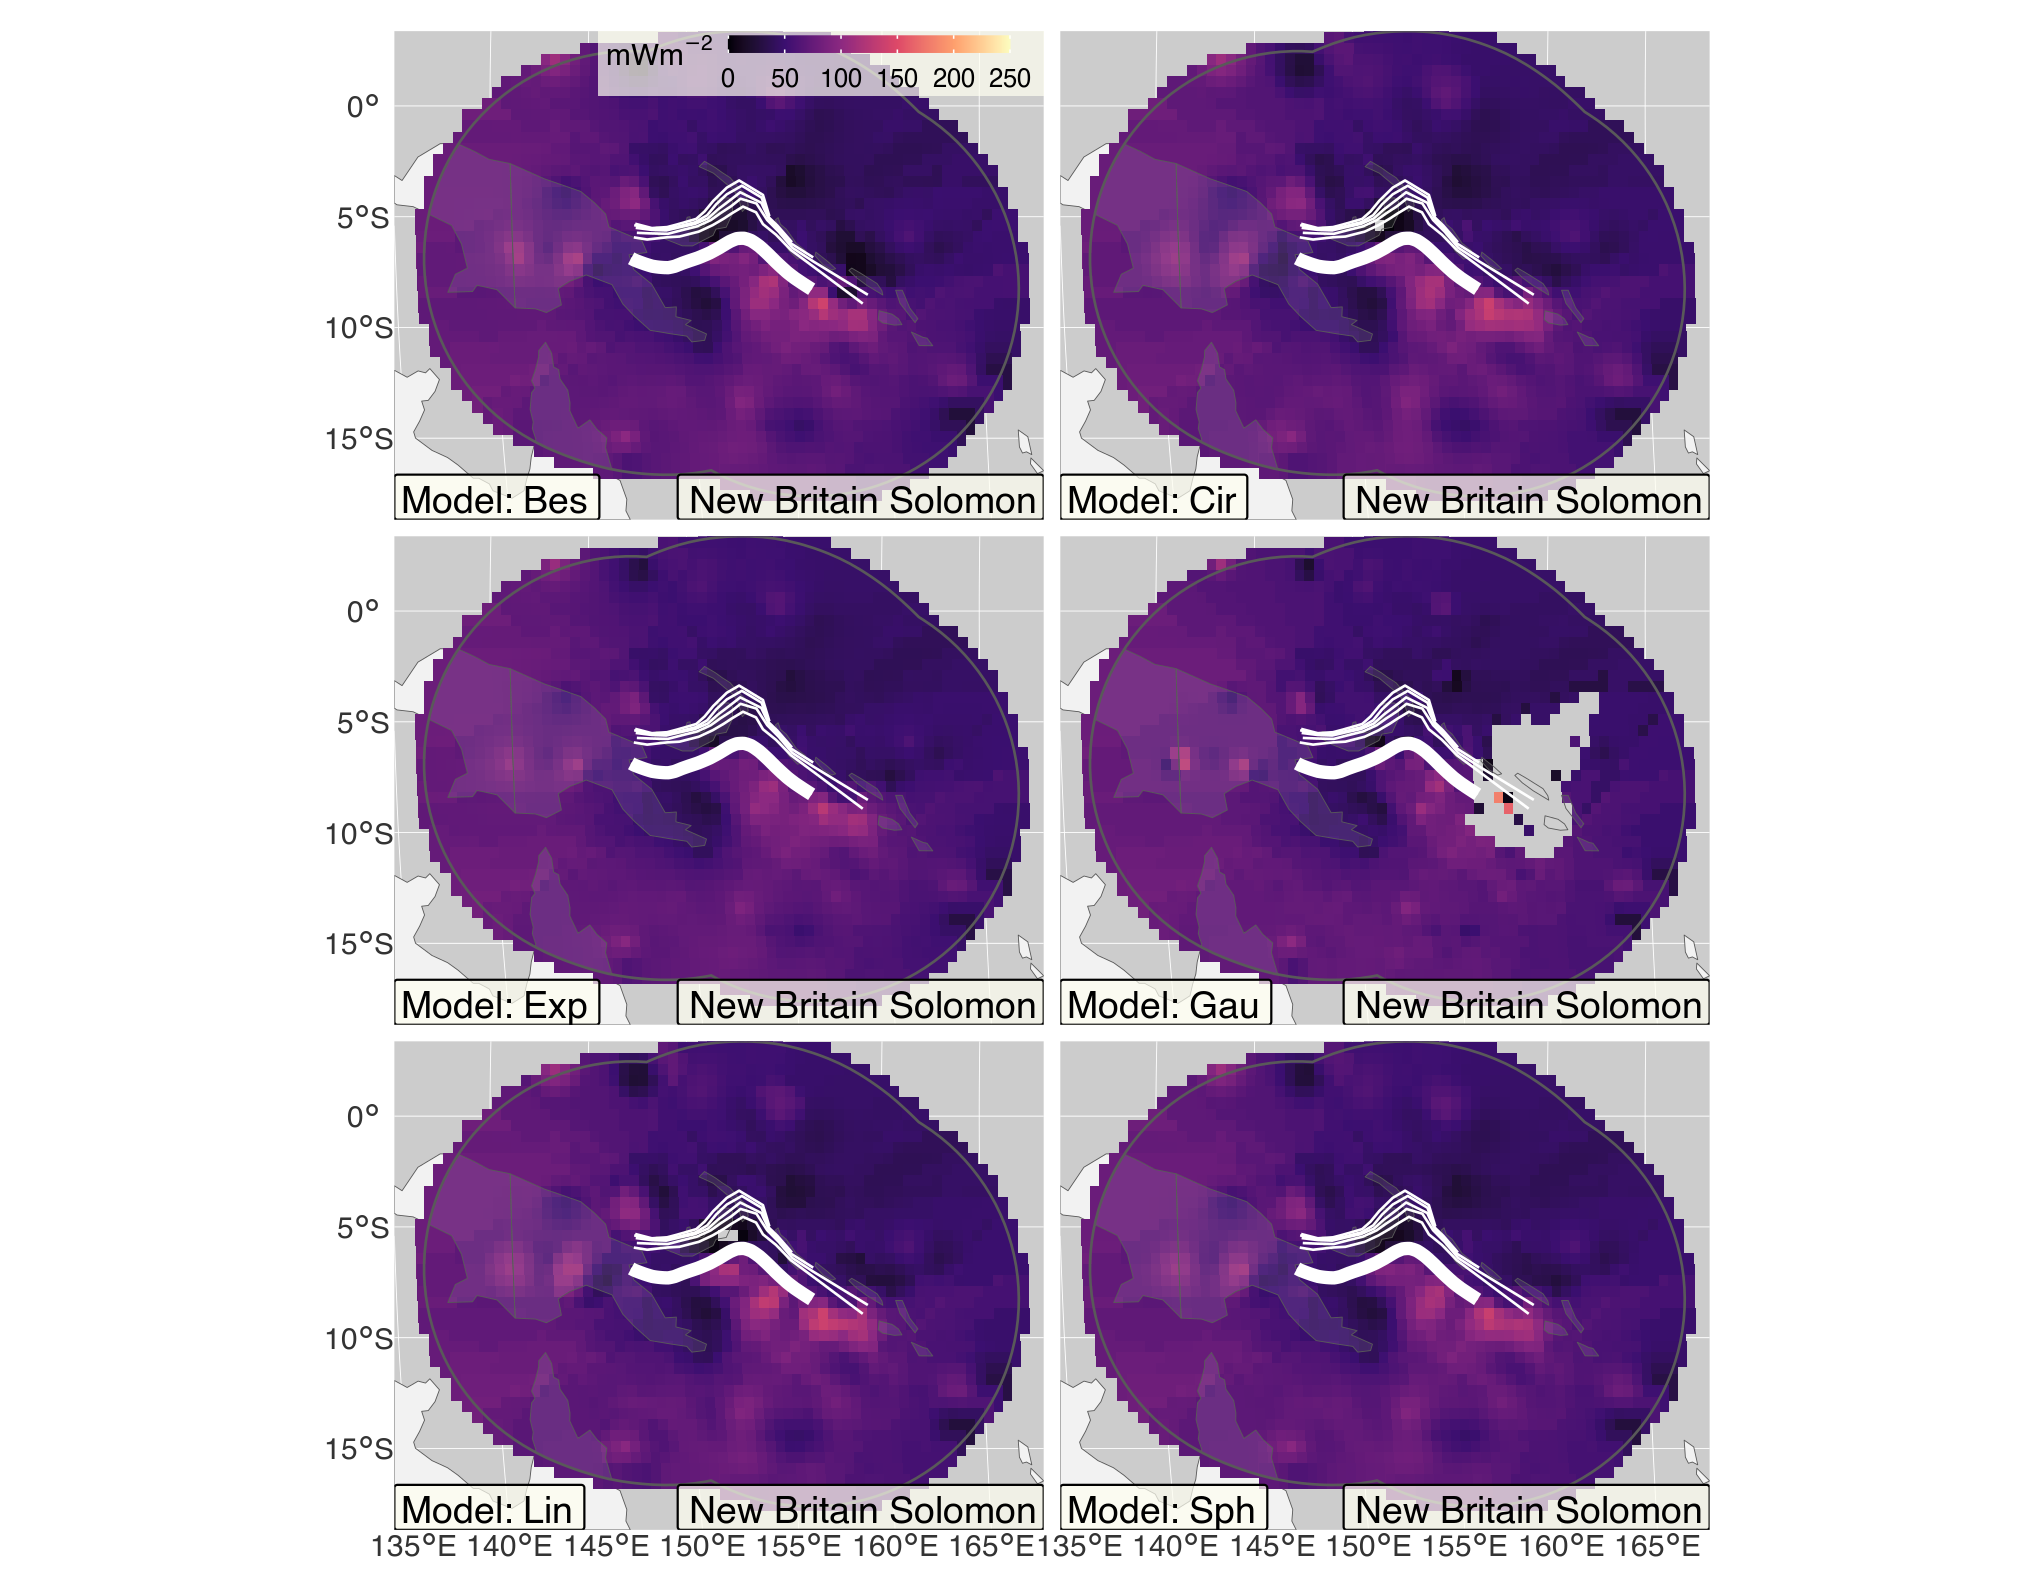 mWm−2
0 50 100 150 200 250
0°
5°S
10°S
15°S
Model: Bes
New Britain Solomon
Model: Cir
New Britain Solomon
0°
5°S
10°S
15°S
Model: Exp
New Britain Solomon
Model: Gau
New Britain Solomon
0°
5°S
10°S
15°S
Model: Lin
New Britain Solomon
Model: Sph
New Britain Solomon
135°E 140°E 145°E 150°E 155°E 160°E 165°E
135°E 140°E 145°E 150°E 155°E 160°E 165°E